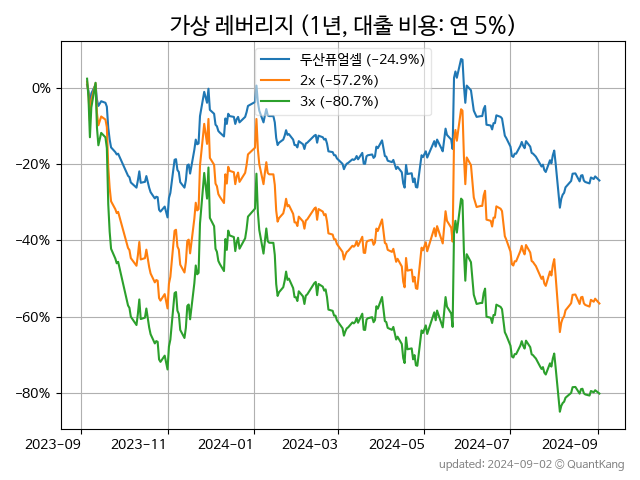 가상 레버리지 (1년, 대출 비용: 연 5%)
두산퓨얼셀 (−24.9%)
2x (−57.2%)
3x (−80.7%)
0%
−20%
−40%
−60%
−80%
2023-09 2023-11 2024-01 2024-03 2024-05 2024-07 2024-09
updated: 2024-09-02 © QuantKang